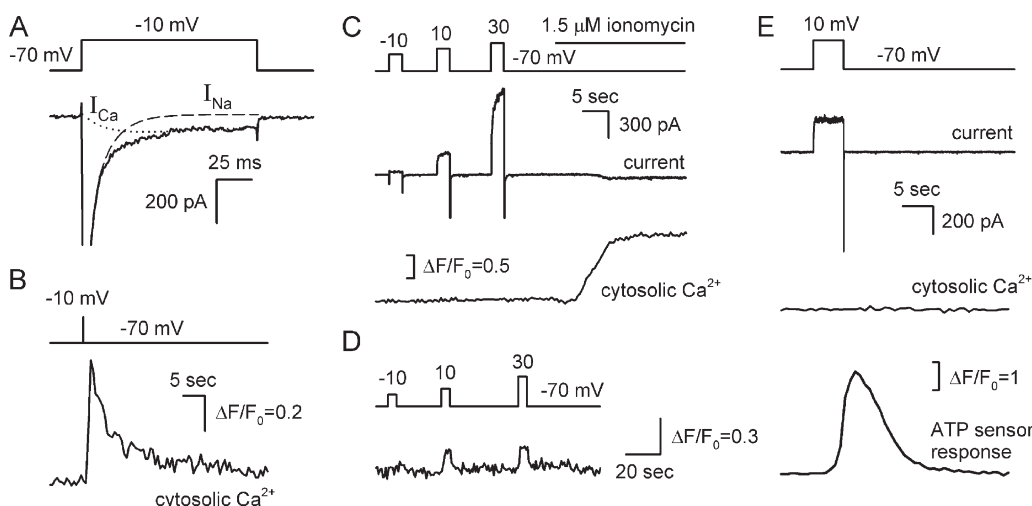 A
-10 mV
-70 mV
I_Ca
I_Na
25 ms
200 pA
B
-10 mV
-70 mV
5 sec
ΔF/F₀=0.2
cytosolic Ca²⁺
C
-10
10
30
1.5 μM ionomycin
-70 mV
5 sec
300 pA
current
ΔF/F₀=0.5
cytosolic Ca²⁺
D
-10
10
30
-70 mV
ΔF/F₀=0.3
20 sec
E
10 mV
-70 mV
current
5 sec
200 pA
cytosolic Ca²⁺
ΔF/F₀=1
ATP sensor
response